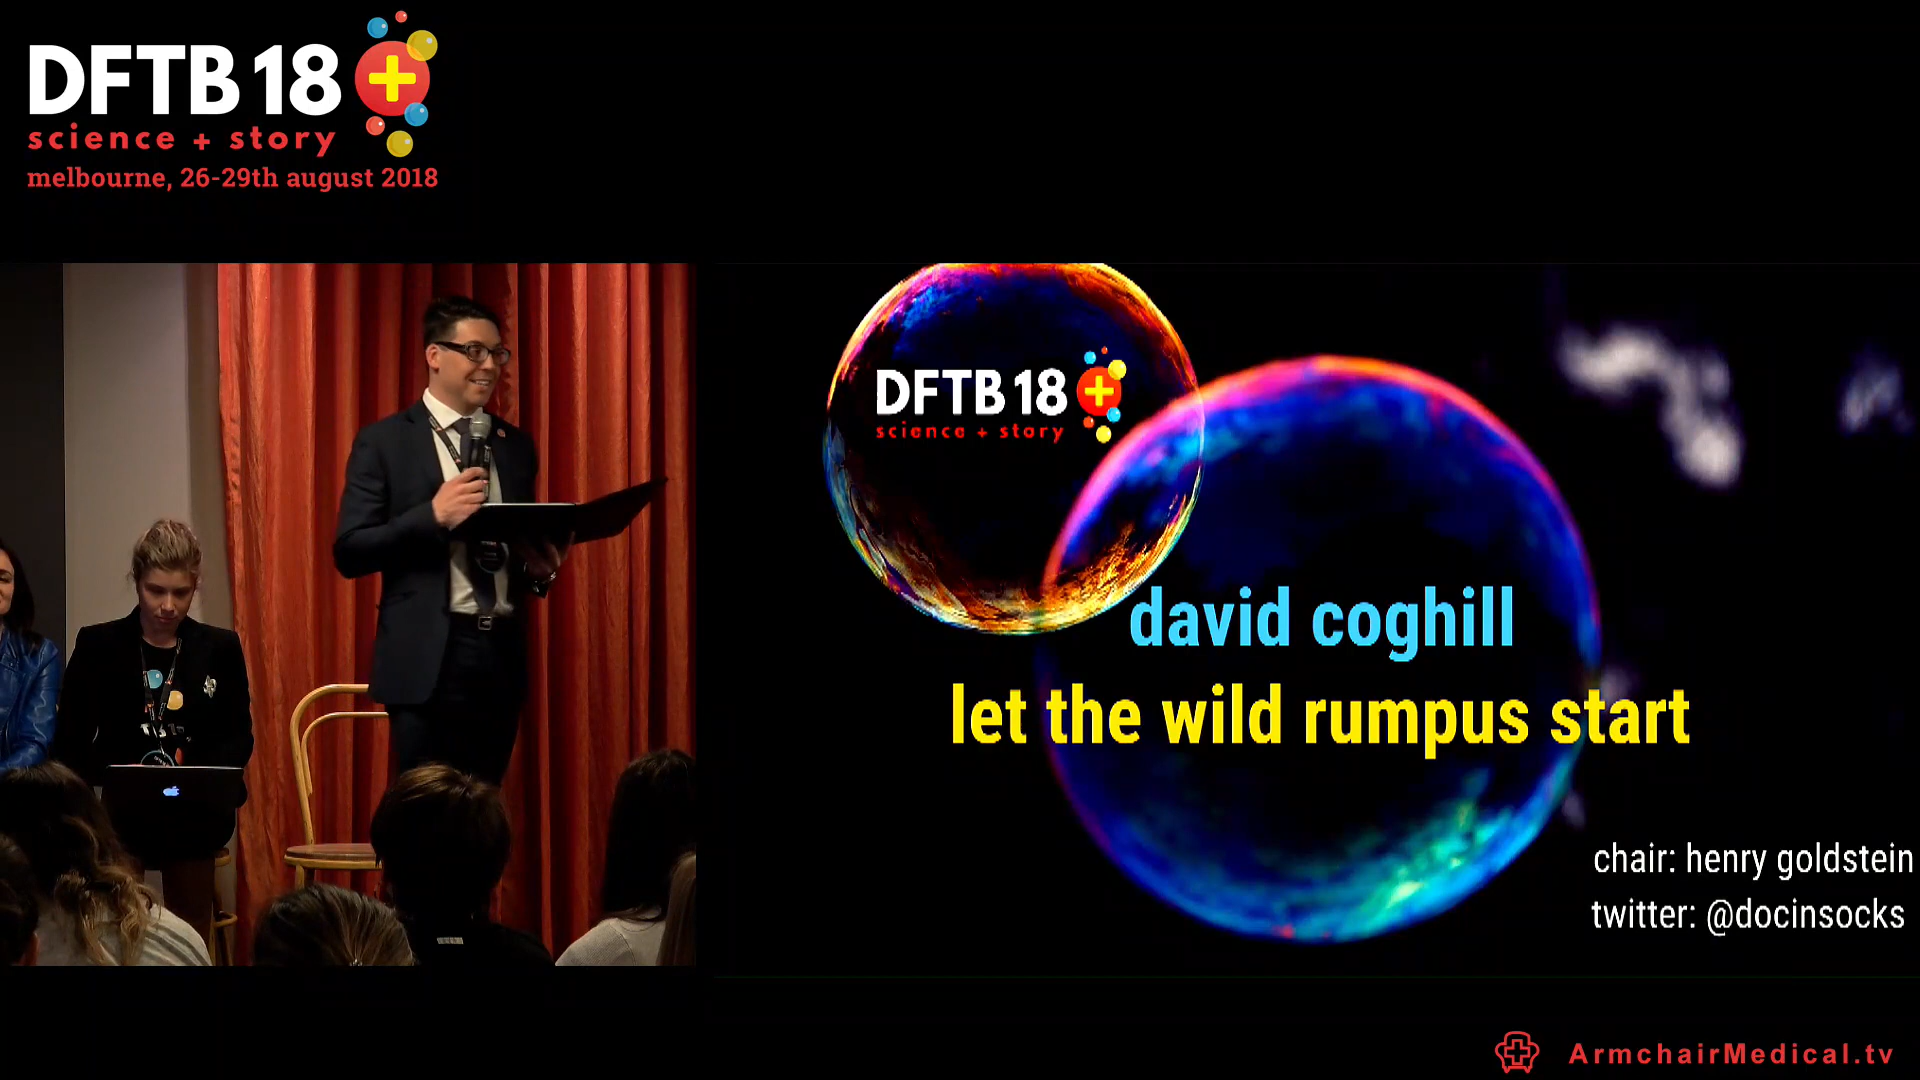 DFTB 18
science + story
melbourne, 26-29th august 2018
DFTB 18
science + story
david coghill
let the wild rumpus start
chair: henry goldstein
twitter: @docinsocks
ArmchairMedical.tv